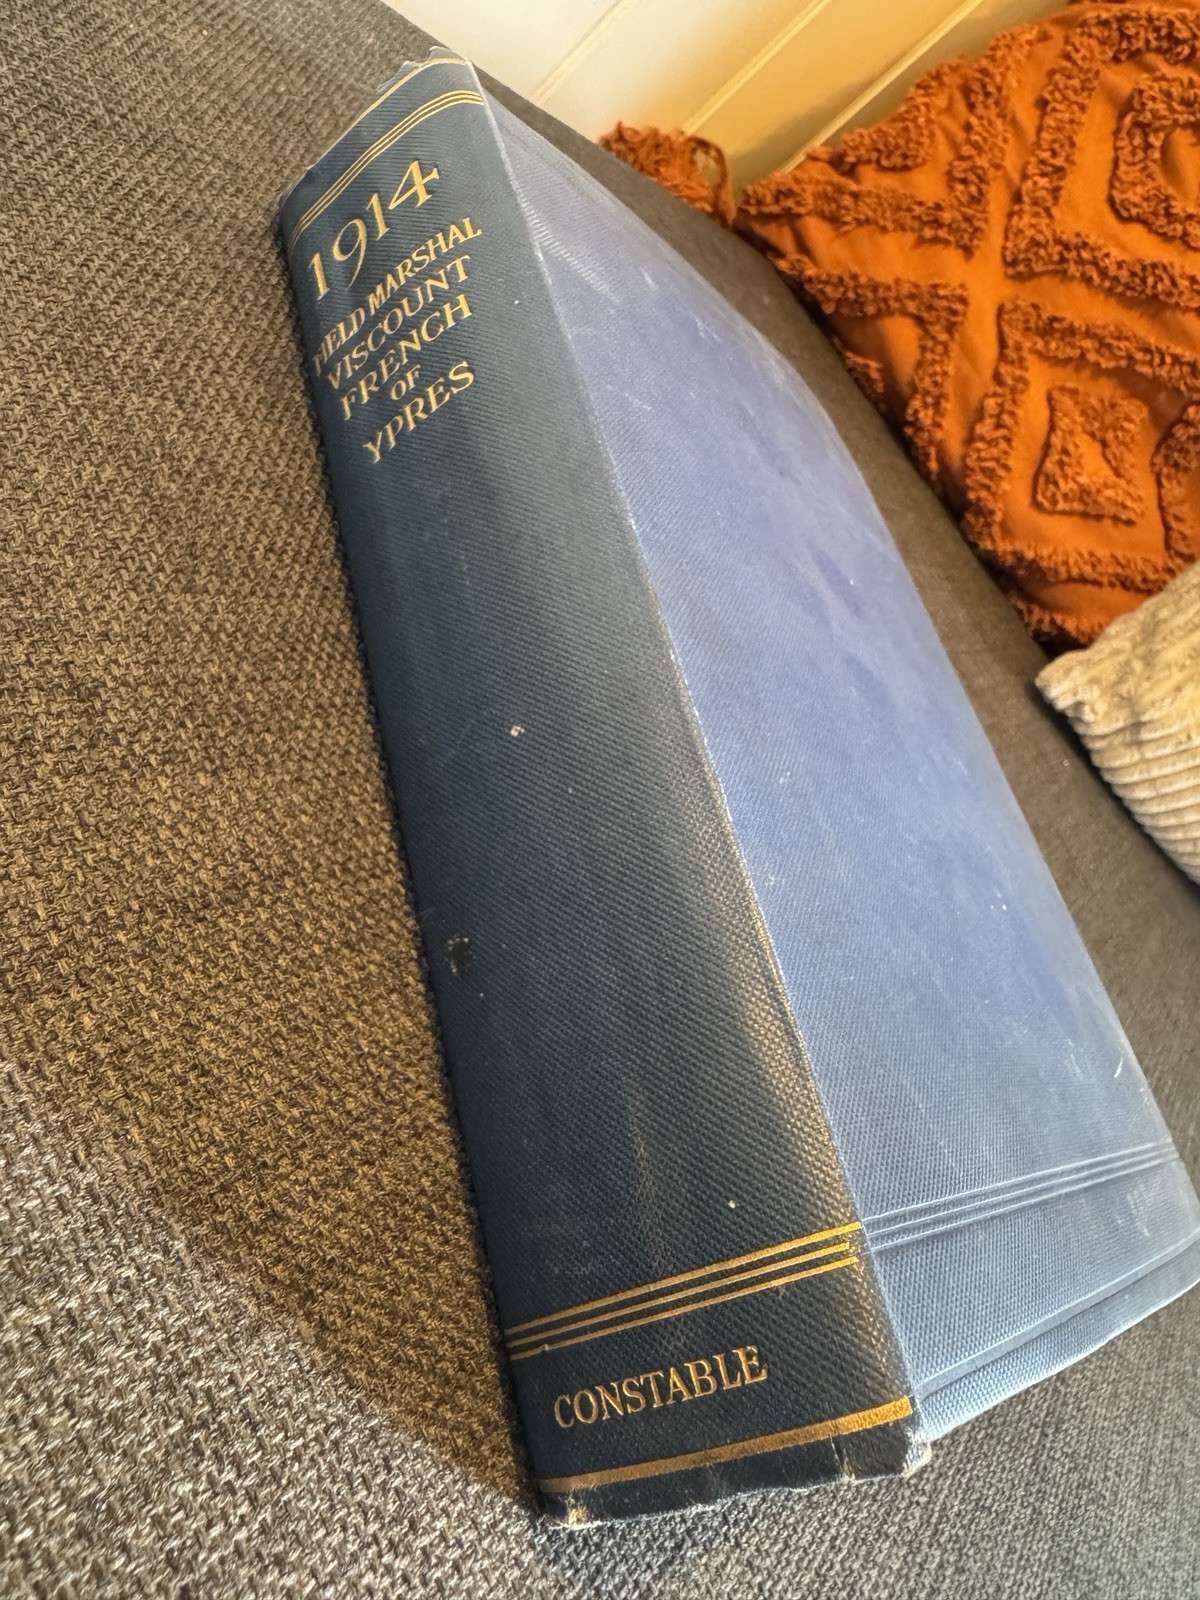 1914
FIELD MARSHAL
VISCOUNT
FRENCH
OF
YPRES
CONSTABLE